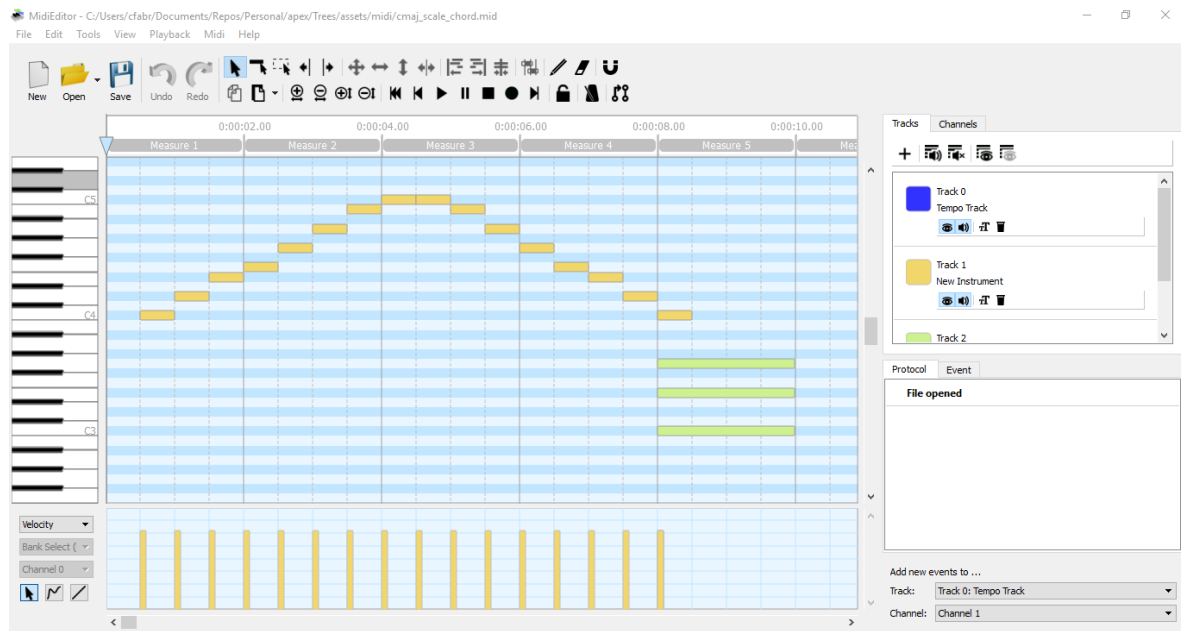 MidiEditor - C:/Users/cfabr/Documents/Repos/Personal/apex/Trees/assets/midi/cmaj_scale_chord.mid
File Edit Tools View Playback Midi Help
New Open Save Undo Redo
0:00:02.00 0:00:04.00 0:00:06.00 0:00:08.00 0:00:10.00
Measure 1 Measure 2 Measure 3 Measure 4 Measure 5 Mea
C5
C4
C3
Velocity
Bank Select (
Channel 0
Tracks Channels
Track 0
Tempo Track
Track 1
New Instrument
Track 2
Protocol Event
File opened
Add new events to ...
Track: Track 0: Tempo Track
Channel: Channel 1